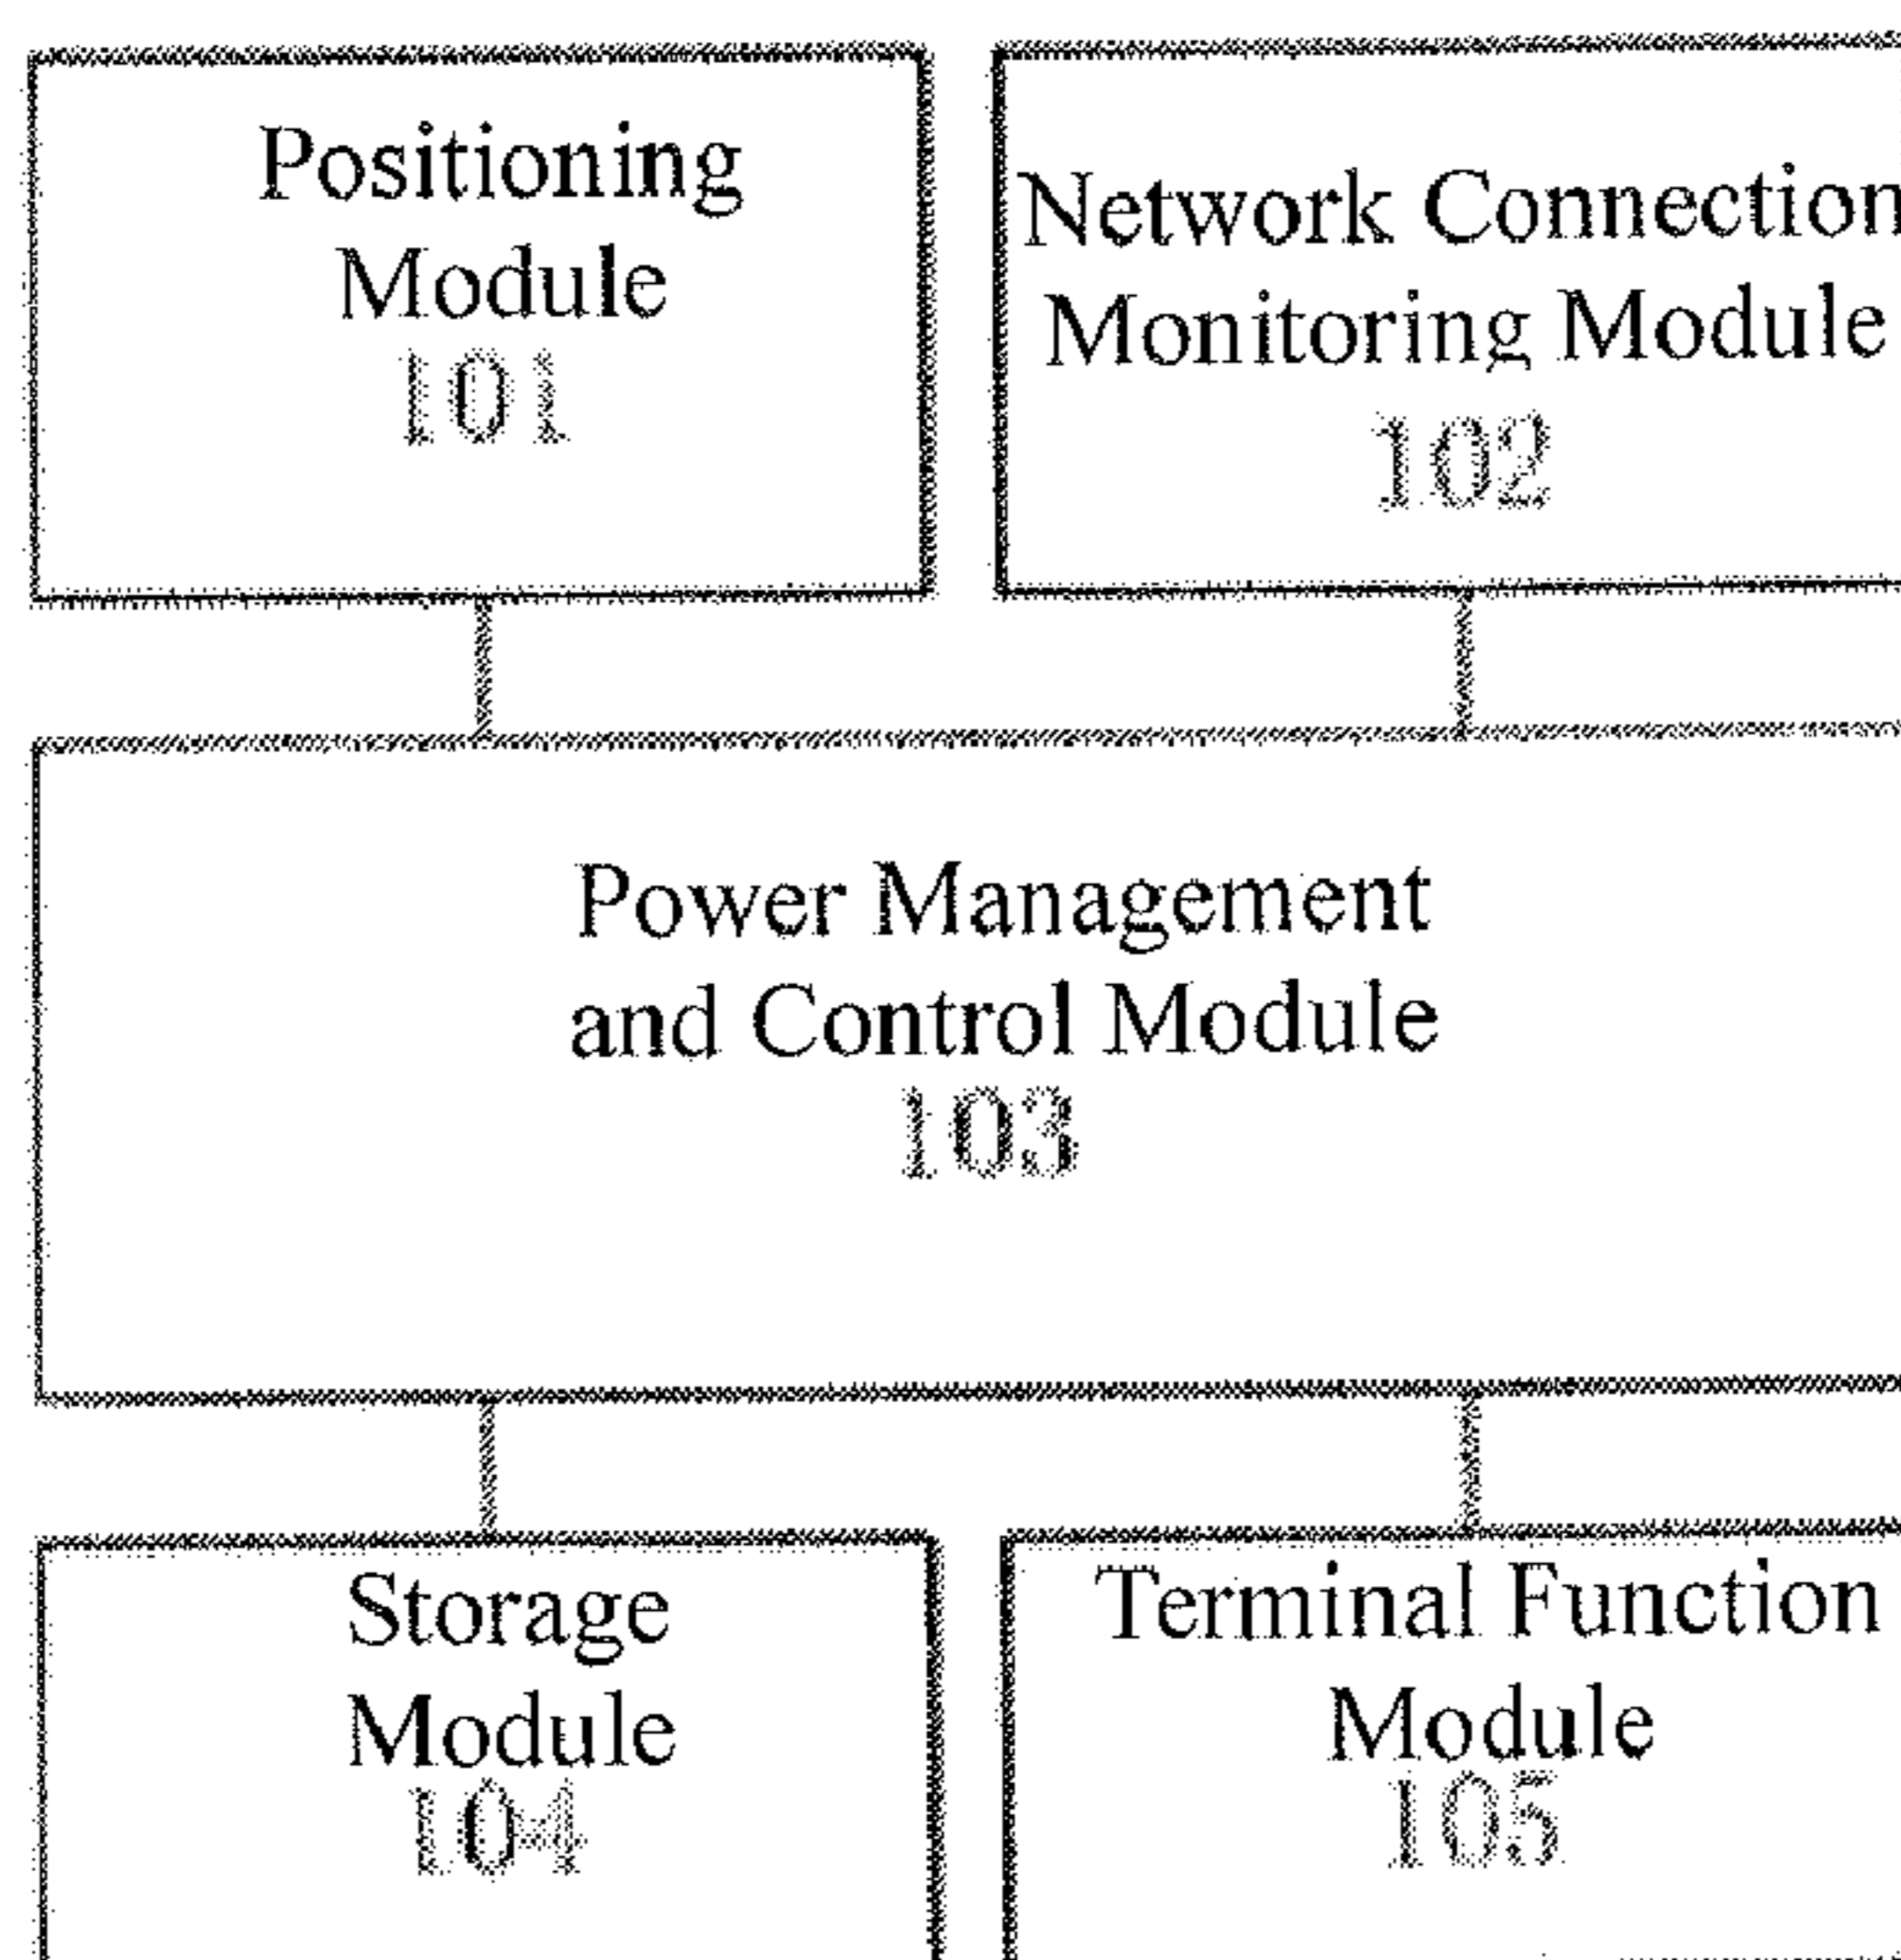 Positioning
Module
101
Network Connection
Monitoring Module
102
Power Management
and Control Module
103
Storage
Module
104
Terminal Function
Module
105